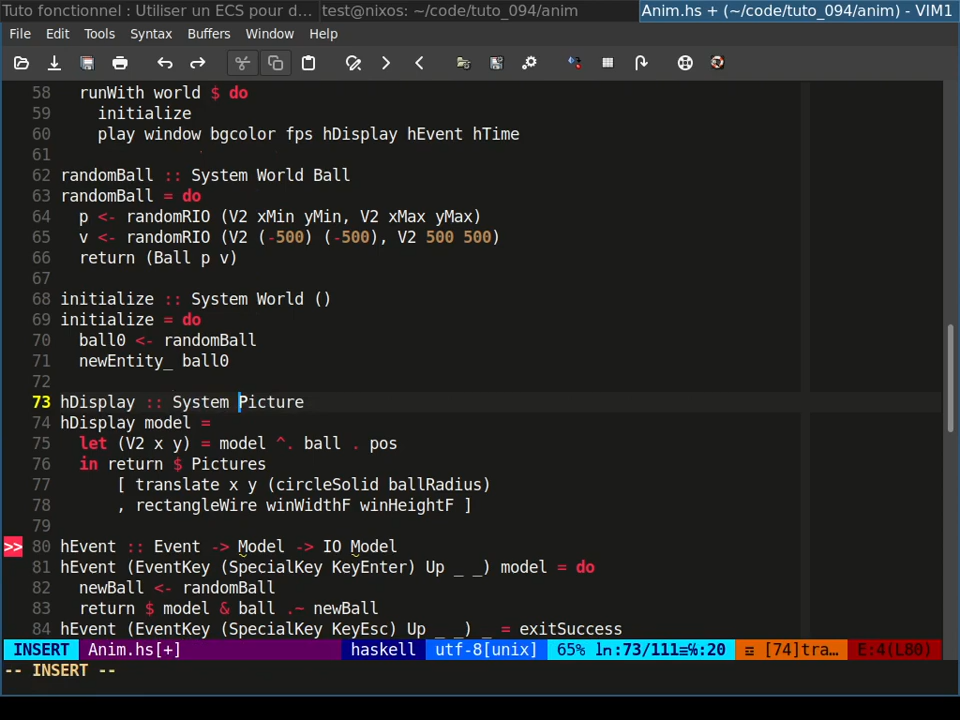 Tuto fonctionnel : Utiliser un ECS pour d… test@nixos: ~/code/tuto_094/anim Anim.hs + (~/code/tuto_094/anim) - VIM1
File Edit Tools Syntax Buffers Window Help
58   runWith world $ do
59     initialize
60     play window bgcolor fps hDisplay hEvent hTime
61
62 randomBall :: System World Ball
63 randomBall = do
64   p <- randomRIO (V2 xMin yMin, V2 xMax yMax)
65   v <- randomRIO (V2 (-500) (-500), V2 500 500)
66   return (Ball p v)
67
68 initialize :: System World ()
69 initialize = do
70   ball0 <- randomBall
71   newEntity_ ball0
72
73 hDisplay :: System Picture
74 hDisplay model =
75   let (V2 x y) = model ^. ball . pos
76   in return $ Pictures
77       [ translate x y (circleSolid ballRadius)
78       , rectangleWire winWidthF winHeightF ]
79
>> 80 hEvent :: Event -> Model -> IO Model
81 hEvent (EventKey (SpecialKey KeyEnter) Up _ _) model = do
82   newBall <- randomBall
83   return $ model & ball .~ newBall
84 hEvent (EventKey (SpecialKey KeyEsc) Up _ _) _ = exitSuccess
INSERT Anim.hs[+] haskell utf-8[unix] 65% ln:73/111≡℅:20 ☲ [74]tra… E:4(L80)
-- INSERT --